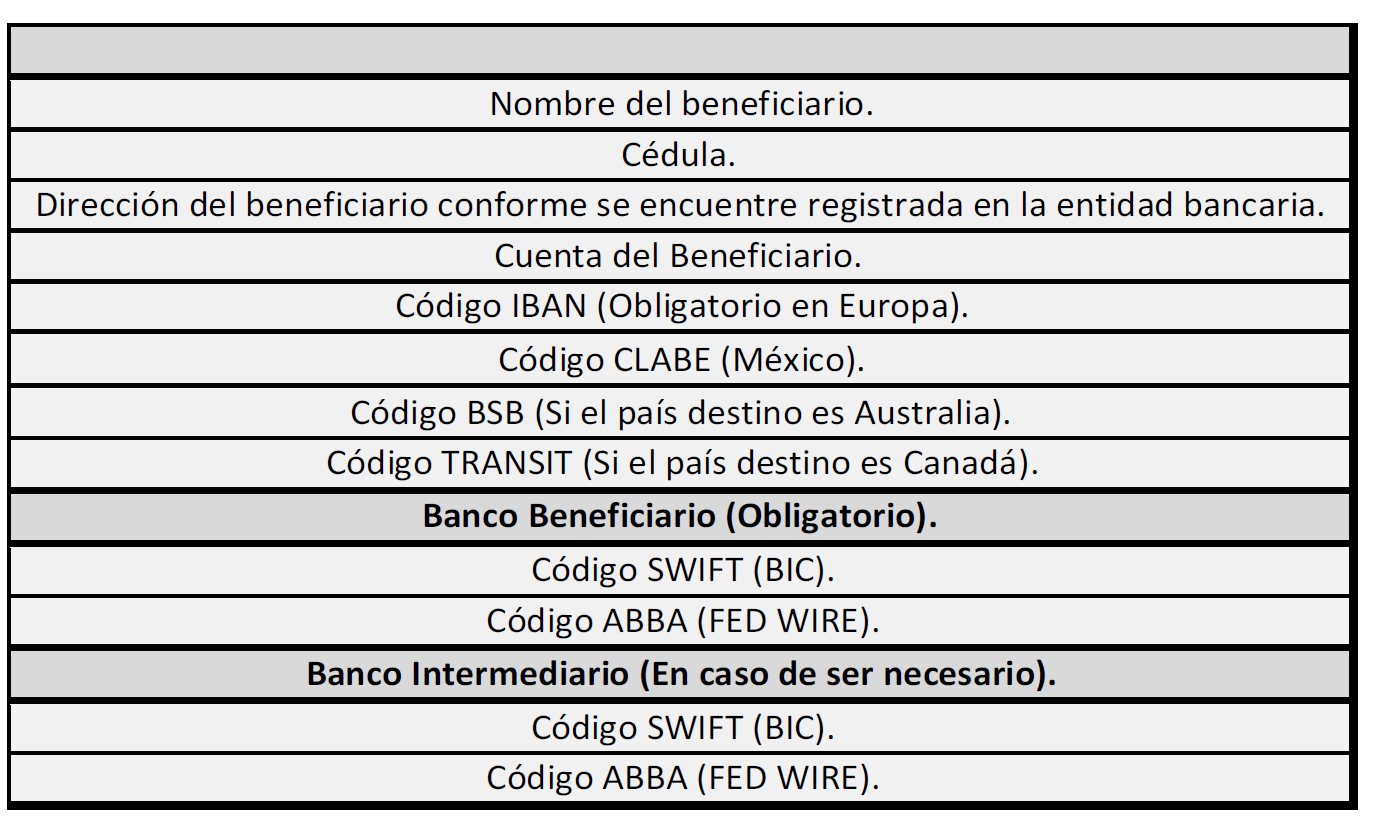 Nombre del beneficiario.
Cédula.
Dirección del beneficiario conforme se encuentre registrada en la entidad bancaria.
Cuenta del Beneficiario.
Código IBAN (Obligatorio en Europa).
Código CLABE (México).
Código BSB (Si el país destino es Australia).
Código TRANSIT (Si el país destino es Canadá).
Banco Beneficiario (Obligatorio).
Código SWIFT (BIC).
Código ABBA (FED WIRE).
Banco Intermediario (En caso de ser necesario).
Código SWIFT (BIC).
Código ABBA (FED WIRE).